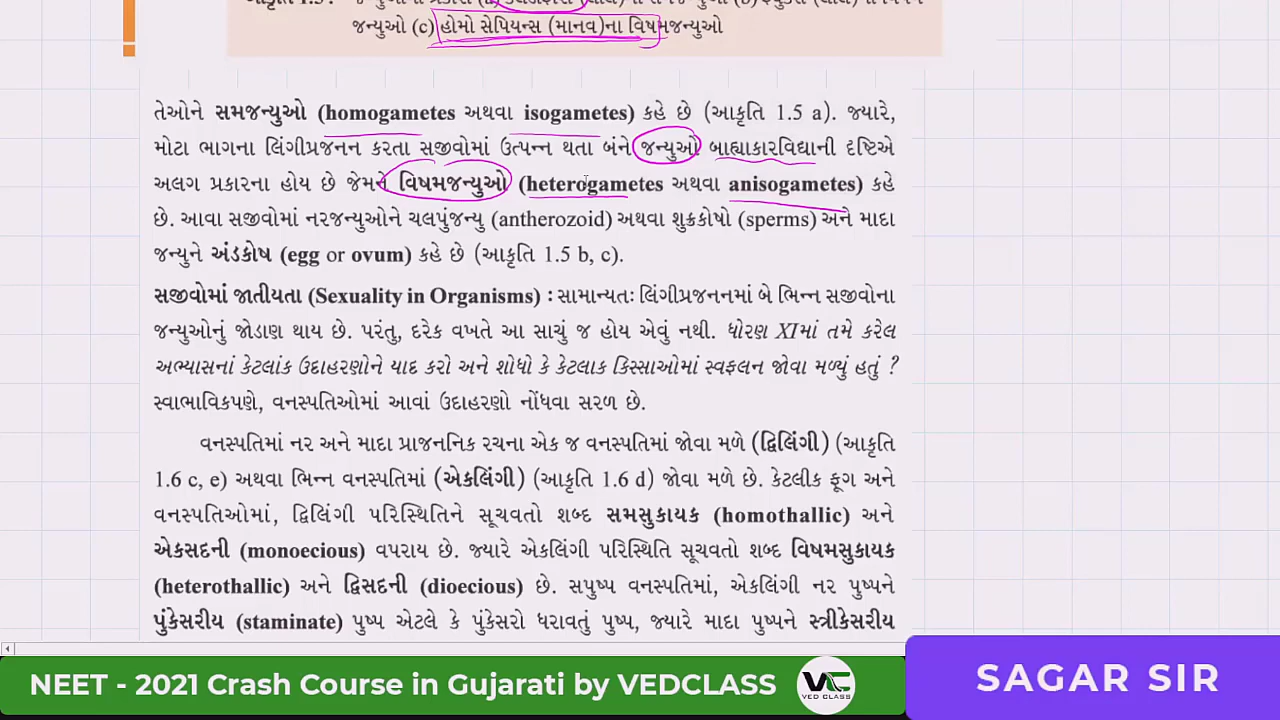 જન્યુઓ (c) હોમો સેપિયન્સ (માનવ)ના વિષમજન્યુઓ
તેઓને સમજન્યુઓ (homogametes અથવા isogametes) કહે છે (આકૃતિ 1.5 a). જ્યારે,
મોટા ભાગના લિંગીપ્રજનન કરતા સજીવોમાં ઉત્પન્ન થતા બંને જન્યુઓ બાહ્યાકારવિદ્યાની દૃષ્ટિએ
અલગ પ્રકારના હોય છે જેમને વિષમજન્યુઓ (heterogametes અથવા anisogametes) કહે
છે. આવા સજીવોમાં નરજન્યુઓને ચલપુંજન્યુ (antherozoid) અથવા શુક્રકોષો (sperms) અને માદા
જન્યુને અંડકોષ (egg or ovum) કહે છે (આકૃતિ 1.5 b, c).
સજીવોમાં જાતીયતા (Sexuality in Organisms) : સામાન્યતઃ લિંગીપ્રજનનમાં બે ભિન્ન સજીવોના
જન્યુઓનું જોડાણ થાય છે. પરંતુ, દરેક વખતે આ સાચું જ હોય એવું નથી. ધોરણ XIમાં તમે કરેલ
અભ્યાસનાં કેટલાંક ઉદાહરણોને યાદ કરો અને શોધો કે કેટલાક કિસ્સાઓમાં સ્વફલન જોવા મળ્યું હતું ?
સ્વાભાવિકપણે, વનસ્પતિઓમાં આવાં ઉદાહરણો નોંધવા સરળ છે.
વનસ્પતિમાં નર અને માદા પ્રાજનનિક રચના એક જ વનસ્પતિમાં જોવા મળે (દ્વિલિંગી) (આકૃતિ
1.6 c, e) અથવા ભિન્ન વનસ્પતિમાં (એકલિંગી) (આકૃતિ 1.6 d) જોવા મળે છે. કેટલીક ફૂગ અને
વનસ્પતિઓમાં, દ્વિલિંગી પરિસ્થિતિને સૂચવતો શબ્દ સમસુકાયક (homothallic) અને
એકસદની (monoecious) વપરાય છે. જ્યારે એકલિંગી પરિસ્થિતિ સૂચવતો શબ્દ વિષમસુકાયક
(heterothallic) અને દ્વિસદની (dioecious) છે. સપુષ્પ વનસ્પતિમાં, એકલિંગી નર પુષ્પને
પુંકેસરીય (staminate) પુષ્પ એટલે કે પુંકેસરો ધરાવતું પુષ્પ, જ્યારે માદા પુષ્પને સ્ત્રીકેસરીય
NEET - 2021 Crash Course in Gujarati by VEDCLASS
VC
VED CLASS
SAGAR SIR